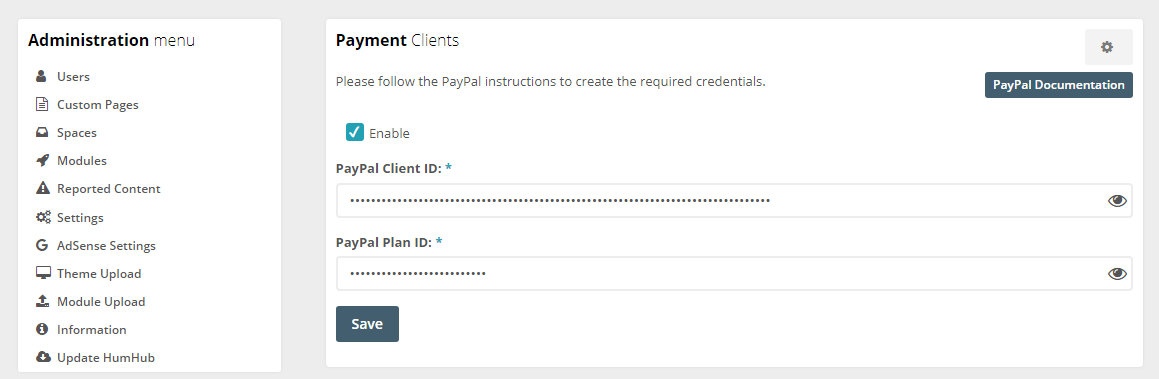 Administration menu
Users
Custom Pages
Spaces
Modules
Reported Content
Settings
AdSense Settings
Theme Upload
Module Upload
Information
Update HumHub
Payment Clients
Please follow the PayPal instructions to create the required credentials.
PayPal Documentation
Enable
PayPal Client ID: *
PayPal Plan ID: *
Save